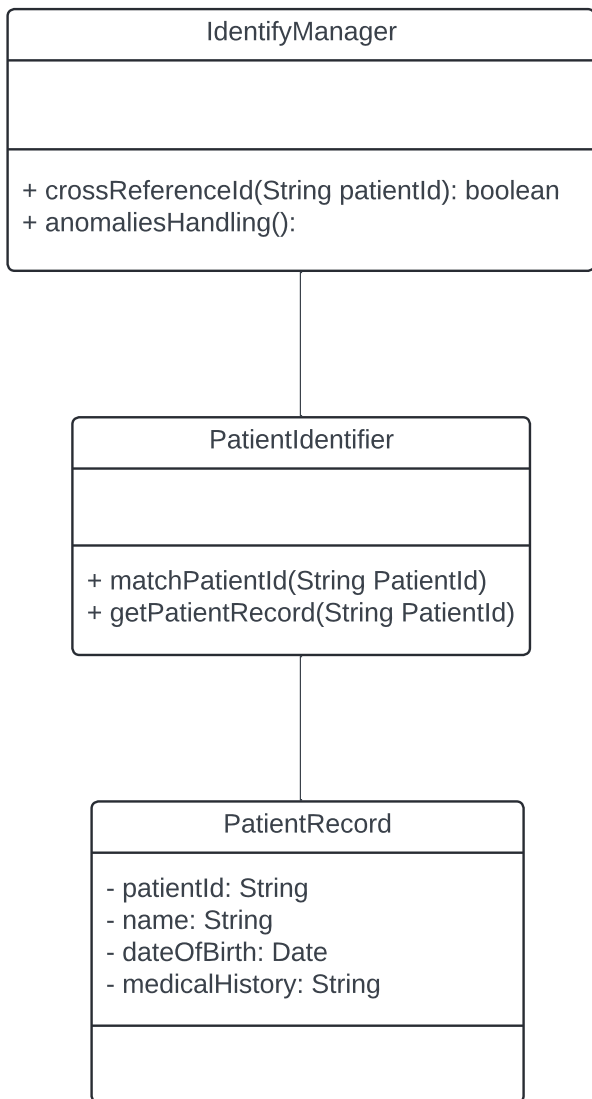 IdentifyManager
+ crossReferenceId(String patientId): boolean
+ anomaliesHandling():
PatientIdentifier
+ matchPatientId(String PatientId)
+ getPatientRecord(String PatientId)
PatientRecord
- patientId: String
- name: String
- dateOfBirth: Date
- medicalHistory: String